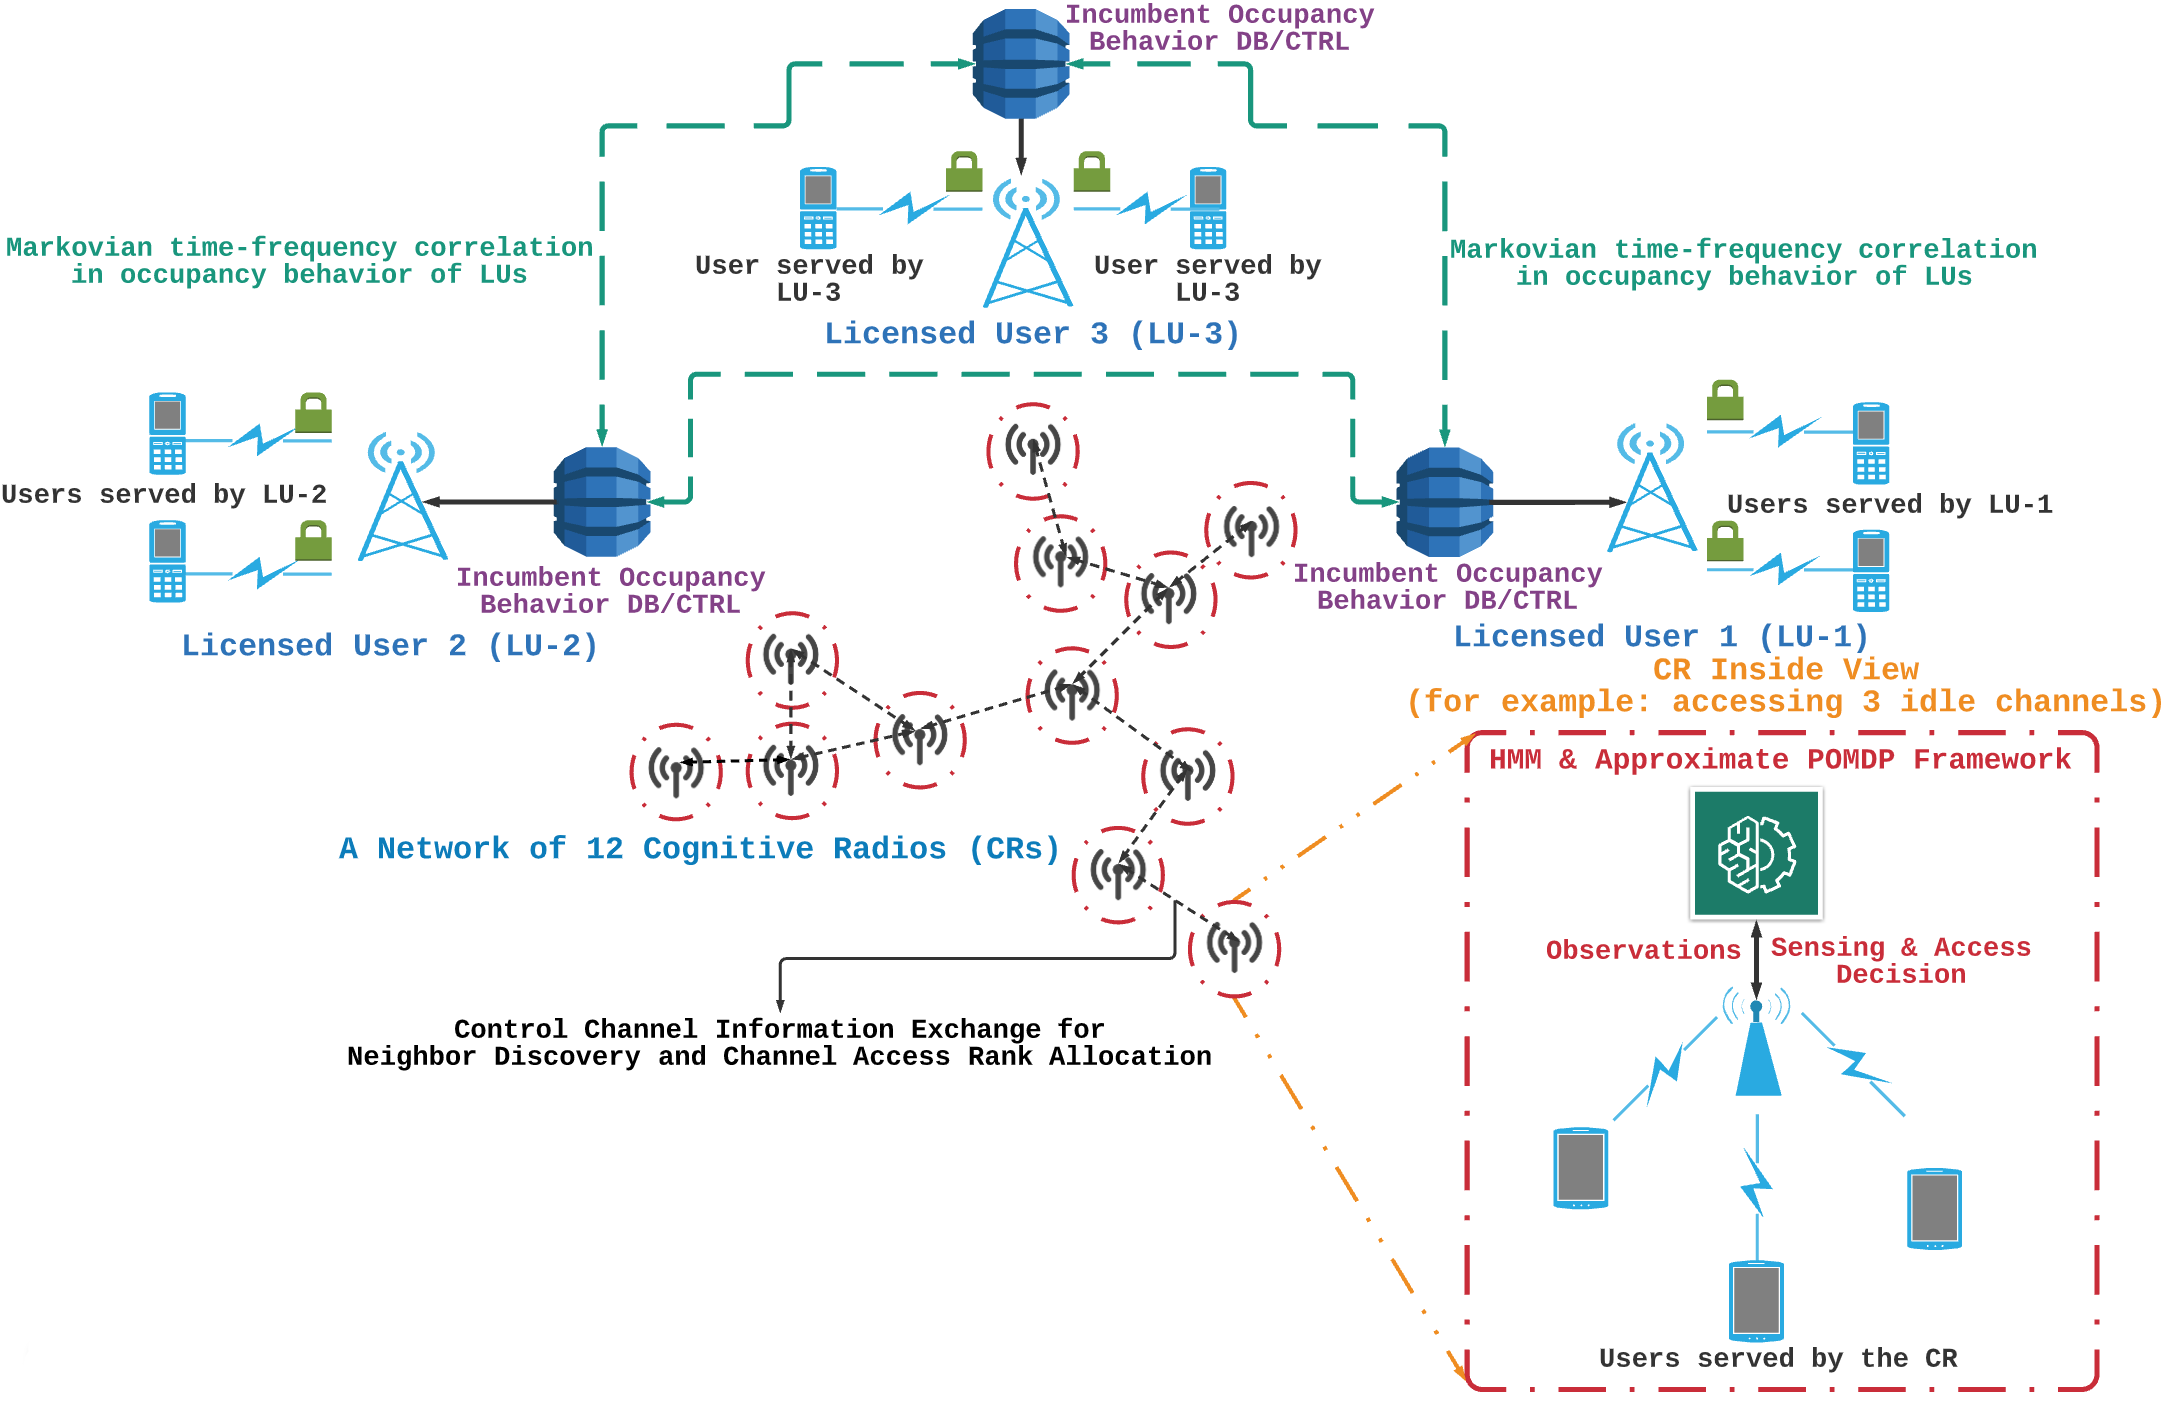 Incumbent Occupancy
Behavior DB/CTRL
Markovian time-frequency correlation
in occupancy behavior of LUs
User served by
LU-3
User served by
LU-3
Licensed User 3 (LU-3)
Markovian time-frequency correlation
in occupancy behavior of LUs
Users served by LU-2
Incumbent Occupancy
Behavior DB/CTRL
Licensed User 2 (LU-2)
Users served by LU-1
Incumbent Occupancy
Behavior DB/CTRL
Licensed User 1 (LU-1)
A Network of 12 Cognitive Radios (CRs)
Control Channel Information Exchange for
Neighbor Discovery and Channel Access Rank Allocation
CR Inside View
(for example: accessing 3 idle channels)
HMM & Approximate POMDP Framework
Observations
Sensing & Access
Decision
Users served by the CR